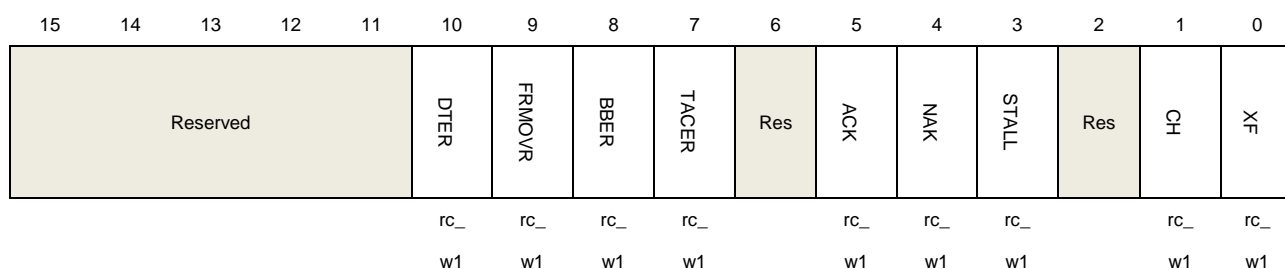 15 14 13 12 11 10 9 8 7 6 5 4 3 2 1 0
Reserved DTER FRMOVR BBER TACER Res ACK NAK STALL Res CH XF
rc_ rc_ rc_ rc_ rc_ rc_ rc_ rc_ rc_
w1 w1 w1 w1 w1 w1 w1 w1 w1